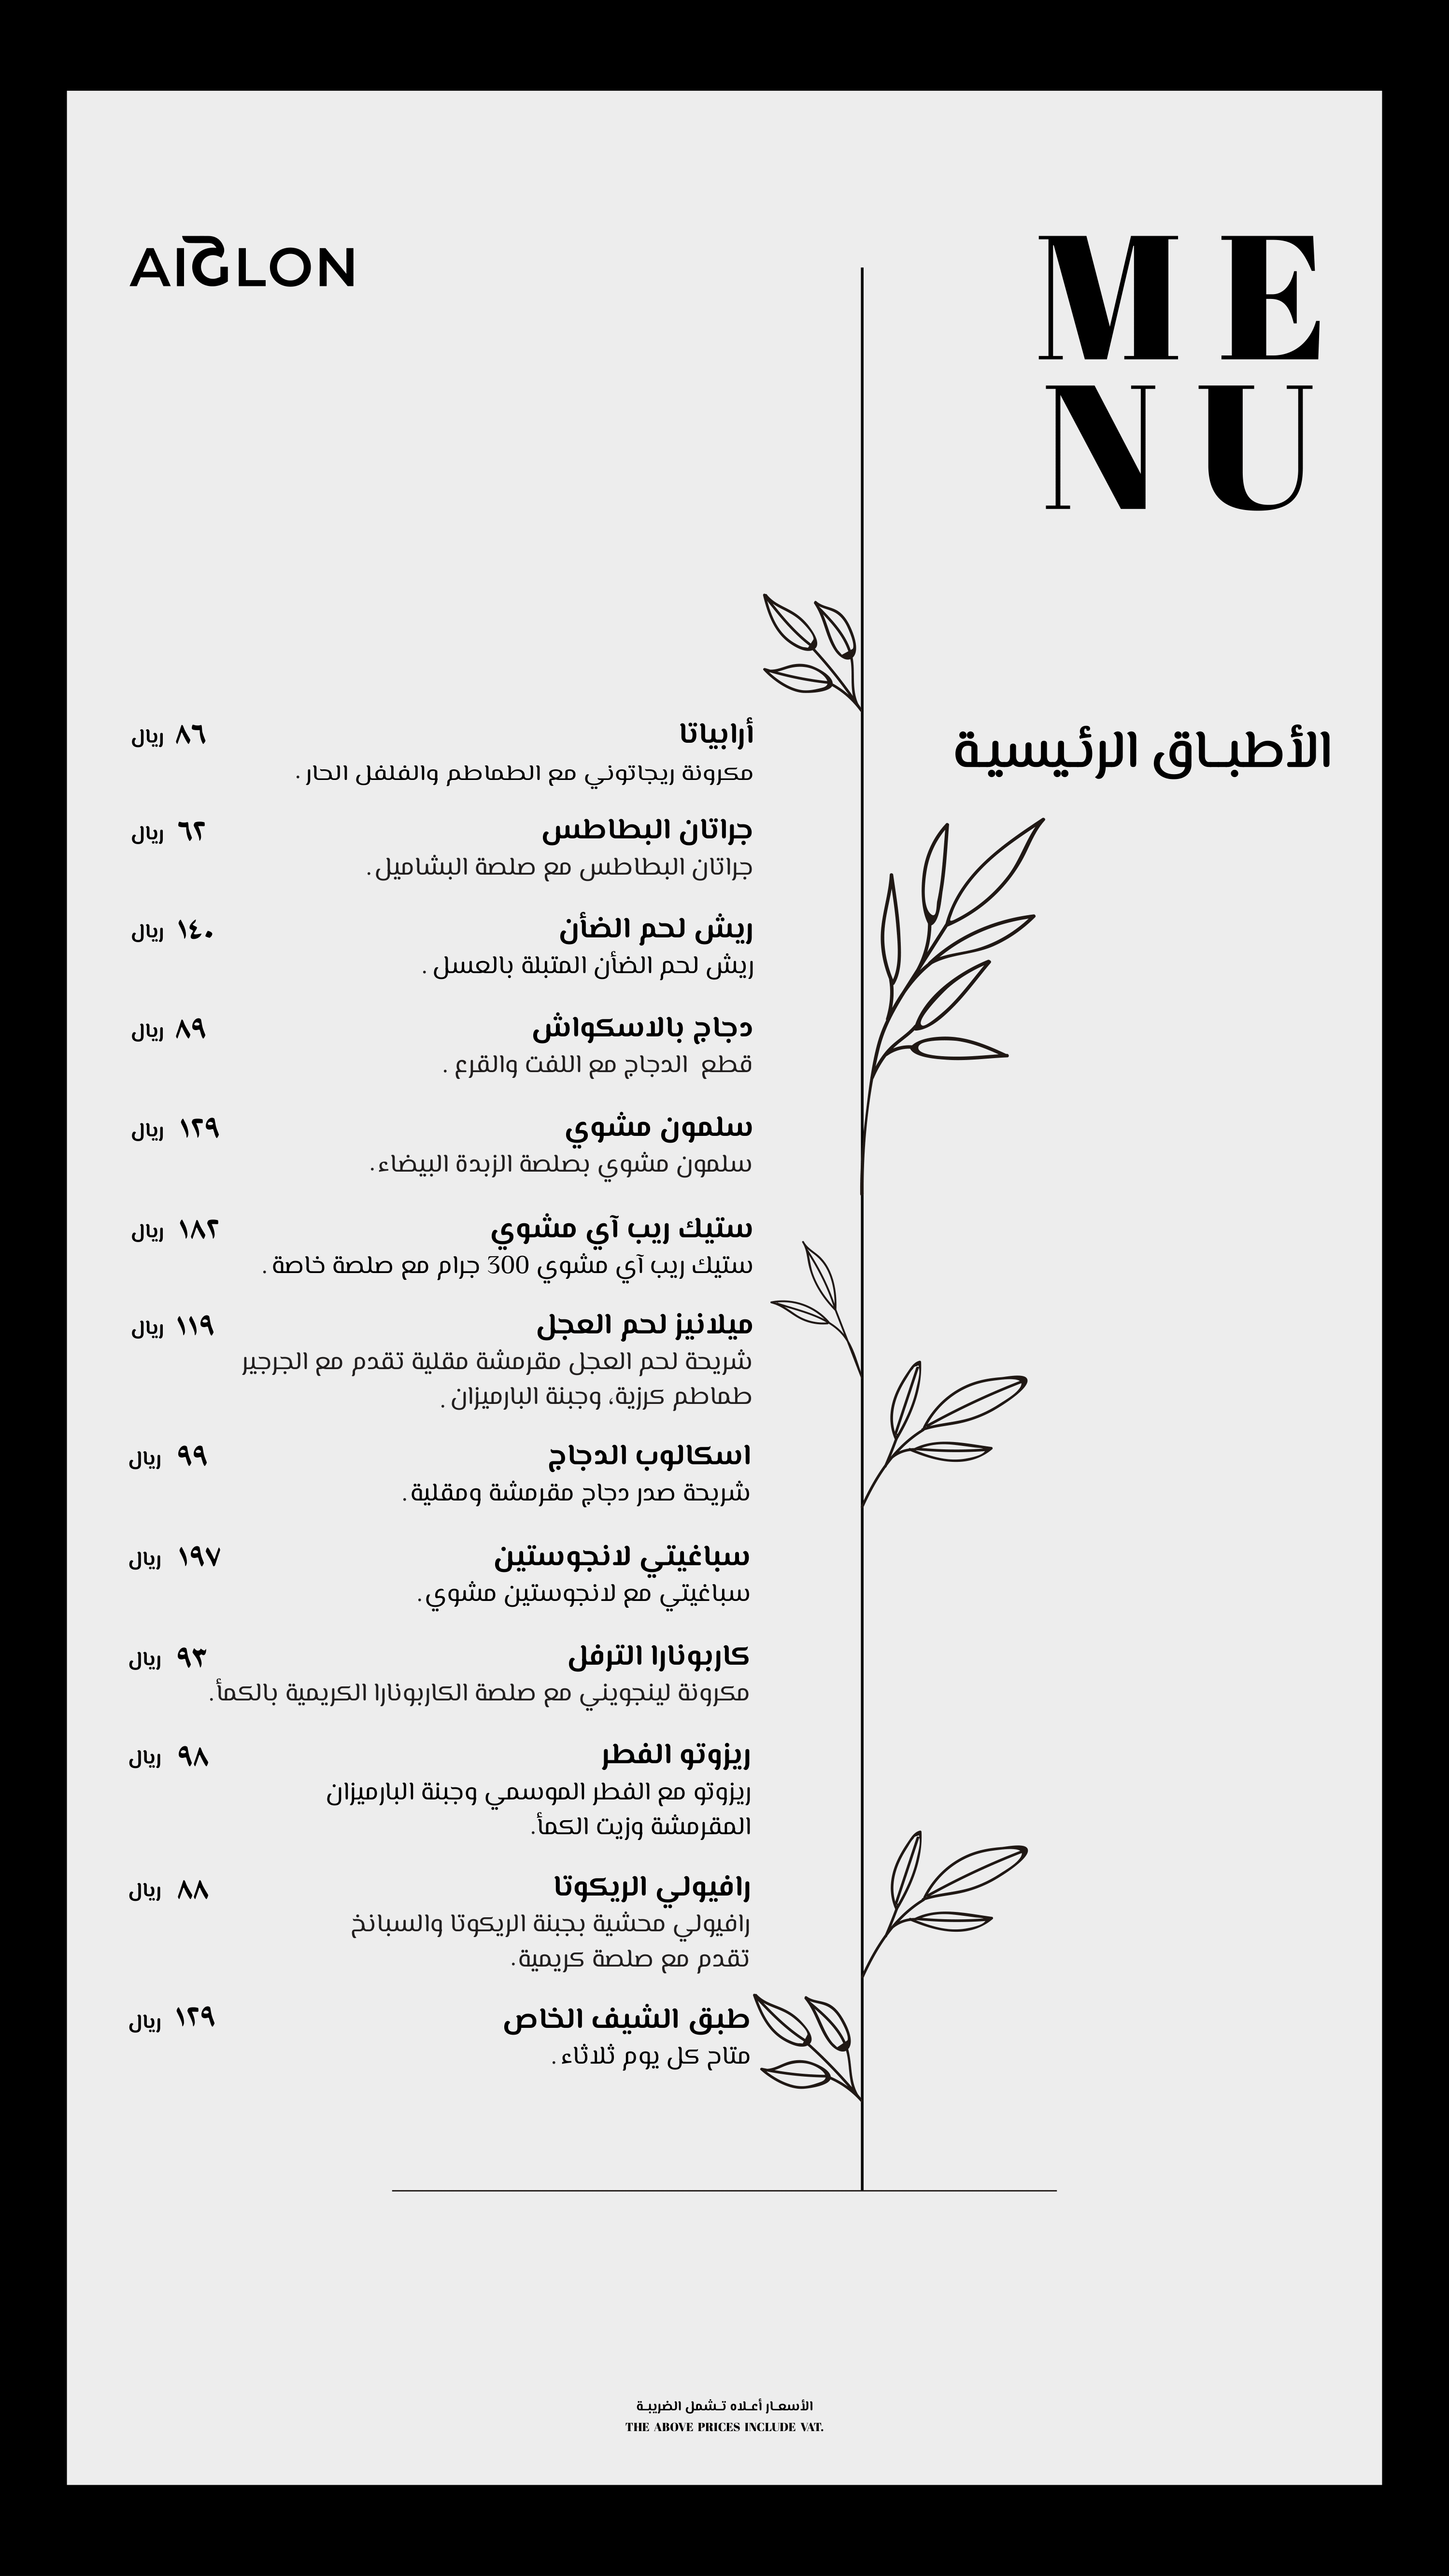 AIGLON
ME
NU
الأطبـاق الرئـيسيـة
أرابياتا ٨٦ ريال
مكرونة ريجاتوني مع الطماطم والفلفل الحار .
جراتان البطاطس ٦٢ ريال
جراتان البطاطس مع صلصة البشاميل.
ريش لحم الضأن ١٤٠ ريال
ريش لحم الضأن المتبلة بالعسل .
دجاج بالاسكواش ٨٩ ريال
قطع الدجاج مع اللفت والقرع .
سلمون مشوي ١٢٩ ريال
سلمون مشوي بصلصة الزبدة البيضاء.
ستيك ريب آي مشوي ١٨٢ ريال
ستيك ريب آي مشوي 300 جرام مع صلصة خاصة .
ميلانيز لحم العجل ١١٩ ريال
شريحة لحم العجل مقرمشة مقلية تقدم مع الجرجير
طماطم كرزية، وجبنة البارميزان .
اسكالوب الدجاج ٩٩ ريال
شريحة صدر دجاج مقرمشة ومقلية.
سباغيتي لانجوستين ١٩٧ ريال
سباغيتي مع لانجوستين مشوي.
كاربونارا الترفل ٩٣ ريال
مكرونة لينجويني مع صلصة الكاربونارا الكريمية بالكمأ.
ريزوتو الفطر ٩٨ ريال
ريزوتو مع الفطر الموسمي وجبنة البارميزان
المقرمشة وزيت الكمأ.
رافيولي الريكوتا ٨٨ ريال
رافيولي محشية بجبنة الريكوتا والسبانخ
تقدم مع صلصة كريمية.
طبق الشيف الخاص ١٢٩ ريال
متاح كل يوم ثلاثاء .
الأسعـار أعـلاه تـشمل الضريبـة
THE ABOVE PRICES INCLUDE VAT.